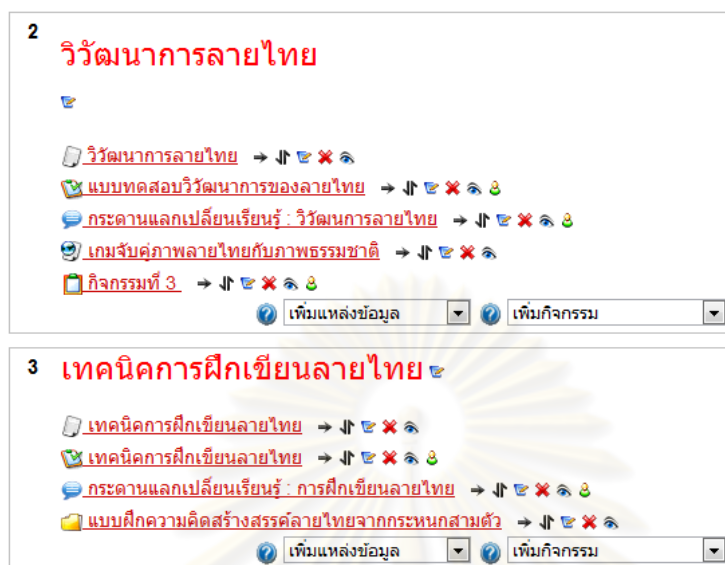 2
วิวัฒนาการลายไทย
วิวัฒนาการลายไทย
แบบทดสอบวิวัฒนาการของลายไทย
กระดานแลกเปลี่ยนเรียนรู้ : วิวัฒนการลายไทย
เกมจับคู่ภาพลายไทยกับภาพธรรมชาติ
กิจกรรมที่ 3
เพิ่มแหล่งข้อมูล เพิ่มกิจกรรม
3 เทคนิคการฝึกเขียนลายไทย
เทคนิคการฝึกเขียนลายไทย
เทคนิคการฝึกเขียนลายไทย
กระดานแลกเปลี่ยนเรียนรู้ : การฝึกเขียนลายไทย
แบบฝึกความคิดสร้างสรรค์ลายไทยจากกระหนกสามตัว
เพิ่มแหล่งข้อมูล เพิ่มกิจกรรม